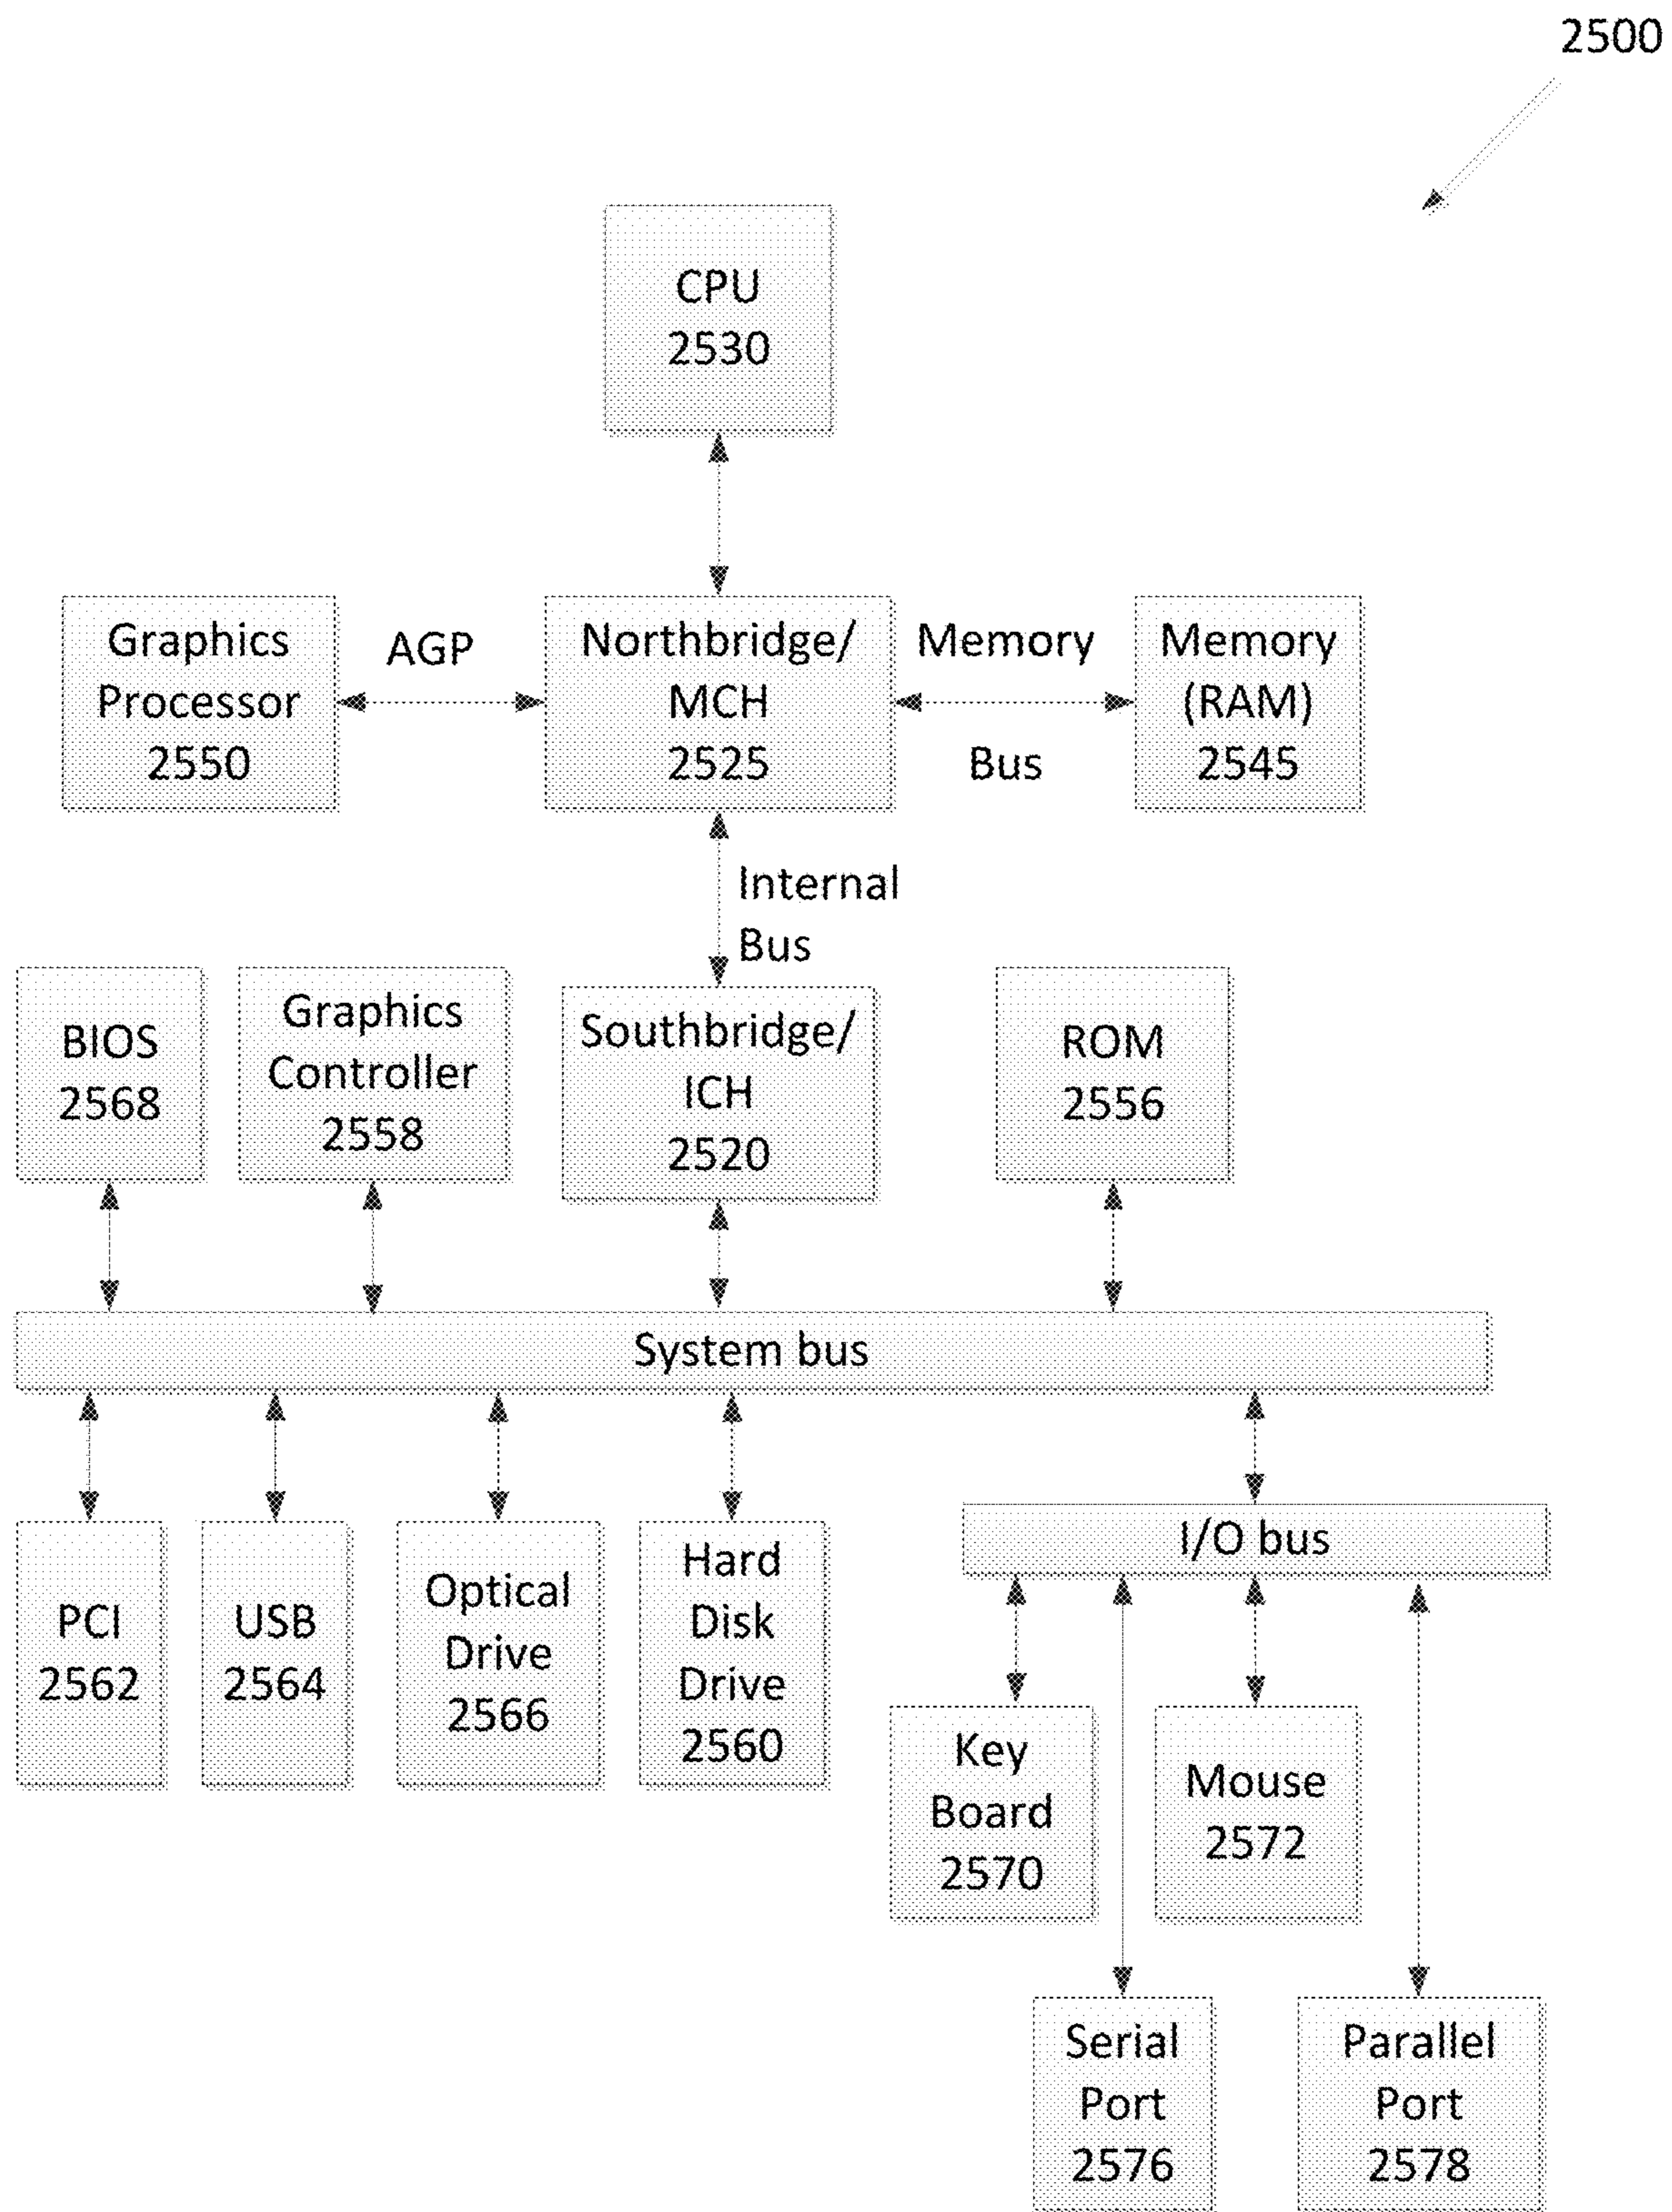 2500
CPU
2530
Graphics
Processor
2550
AGP
Northbridge/
MCH
2525
Memory
Bus
Memory
(RAM)
2545
Internal
Bus
BIOS
2568
Graphics
Controller
2558
Southbridge/
ICH
2520
ROM
2556
System bus
PCI
2562
USB
2564
Optical
Drive
2566
Hard
Disk
Drive
2560
I/O bus
Key
Board
2570
Mouse
2572
Serial
Port
2576
Parallel
Port
2578